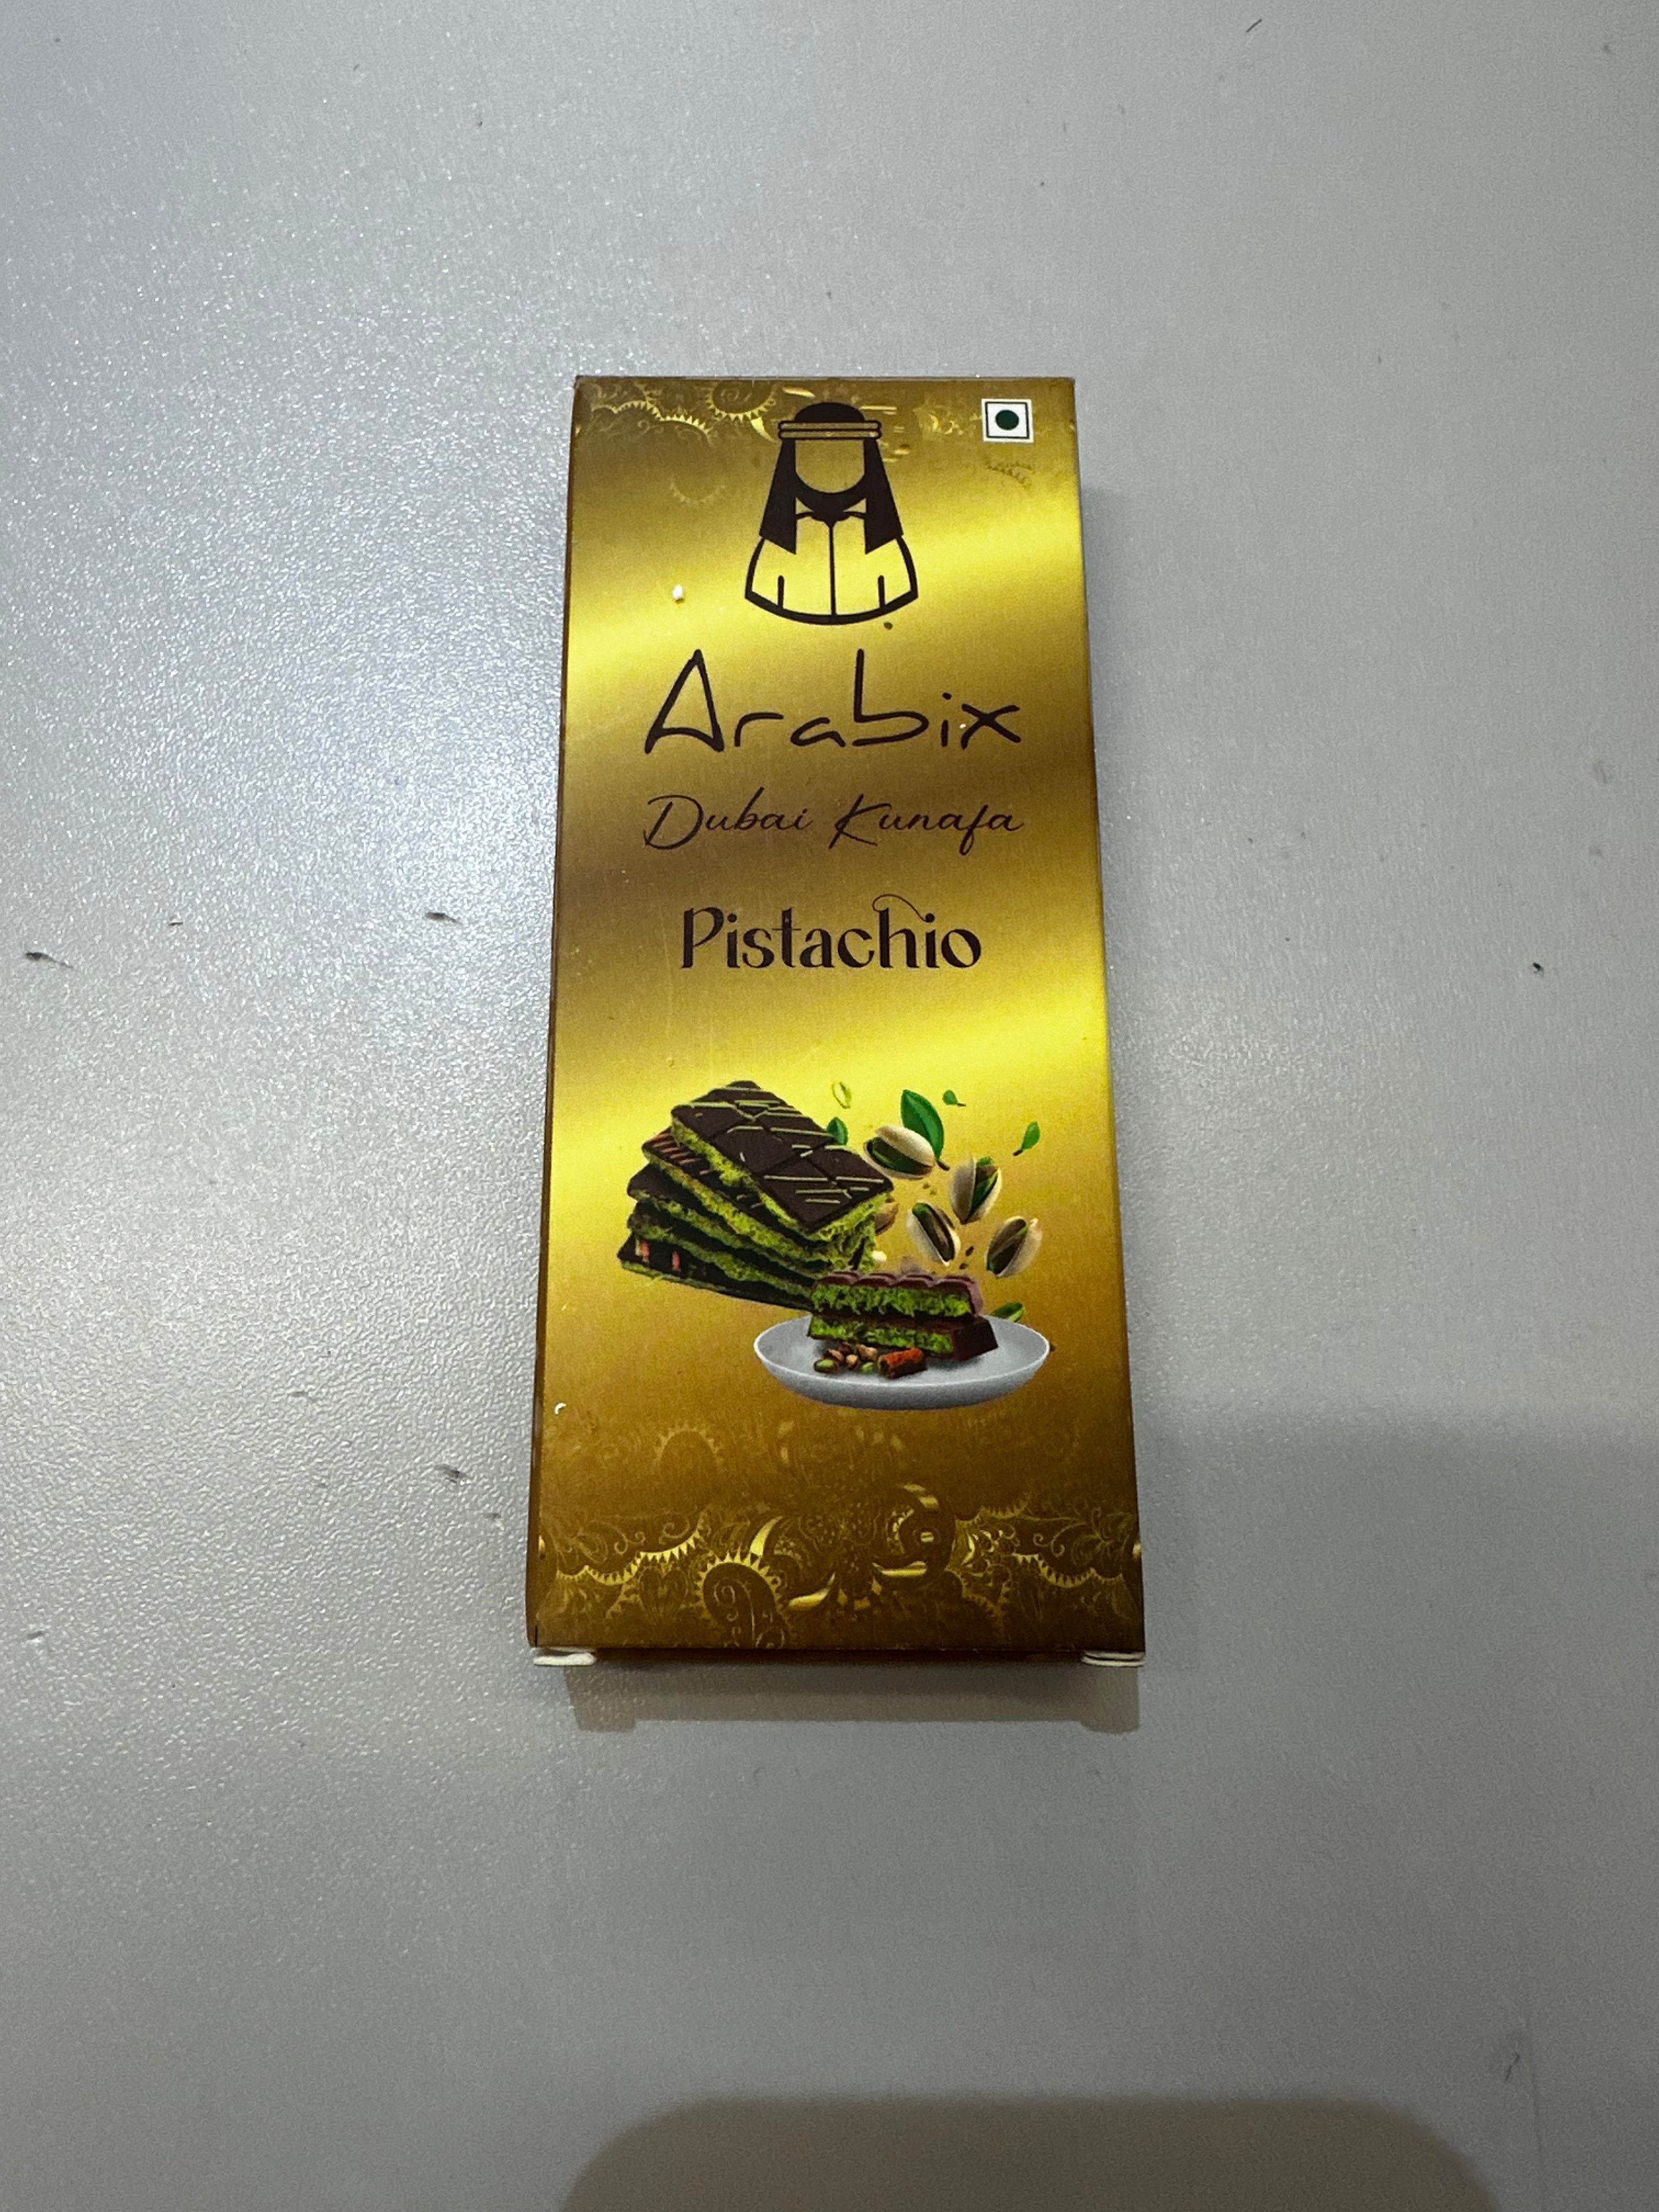 Arabix
Dubai Kunafa
Pistachio